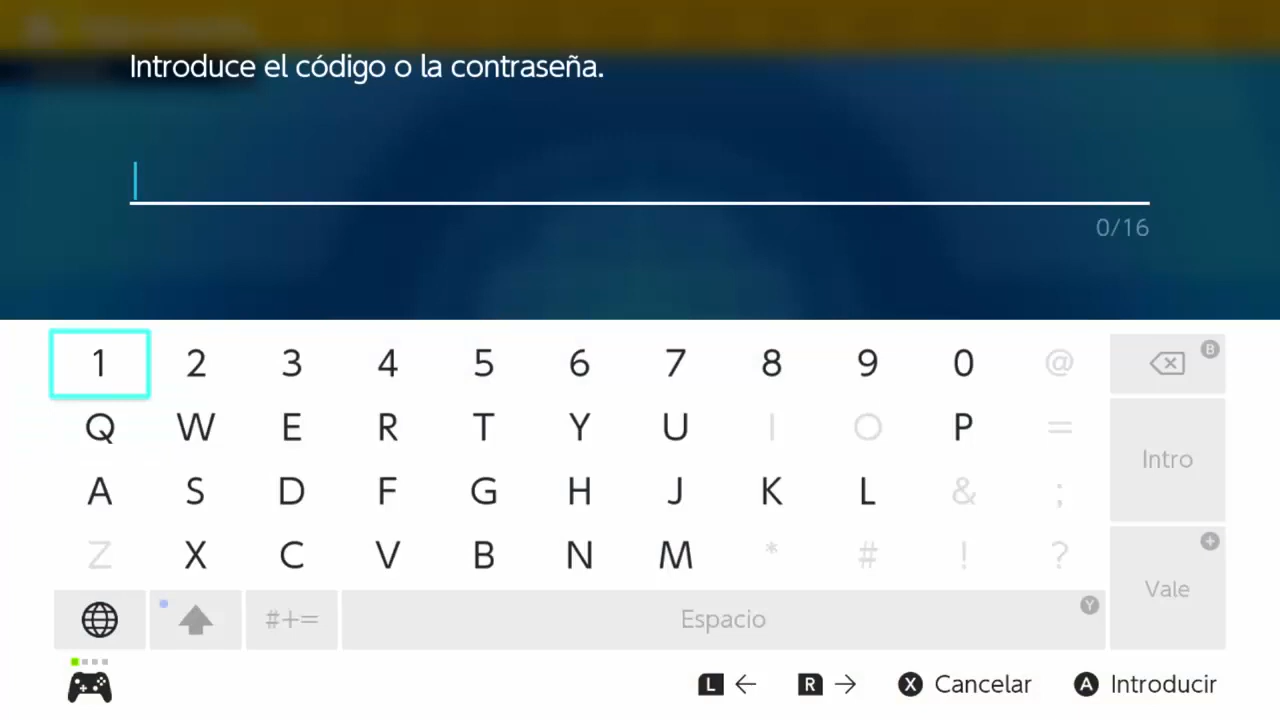 Introduce el código o la contraseña.
0/16
1 2 3 4 5 6 7 8 9 0 @ B
Q W E R T Y U I O P = Intro
A S D F G H J K L & ;
Z X C V B N M * # ! ? + Vale
#+= Espacio Y
L ← R → X Cancelar A Introducir